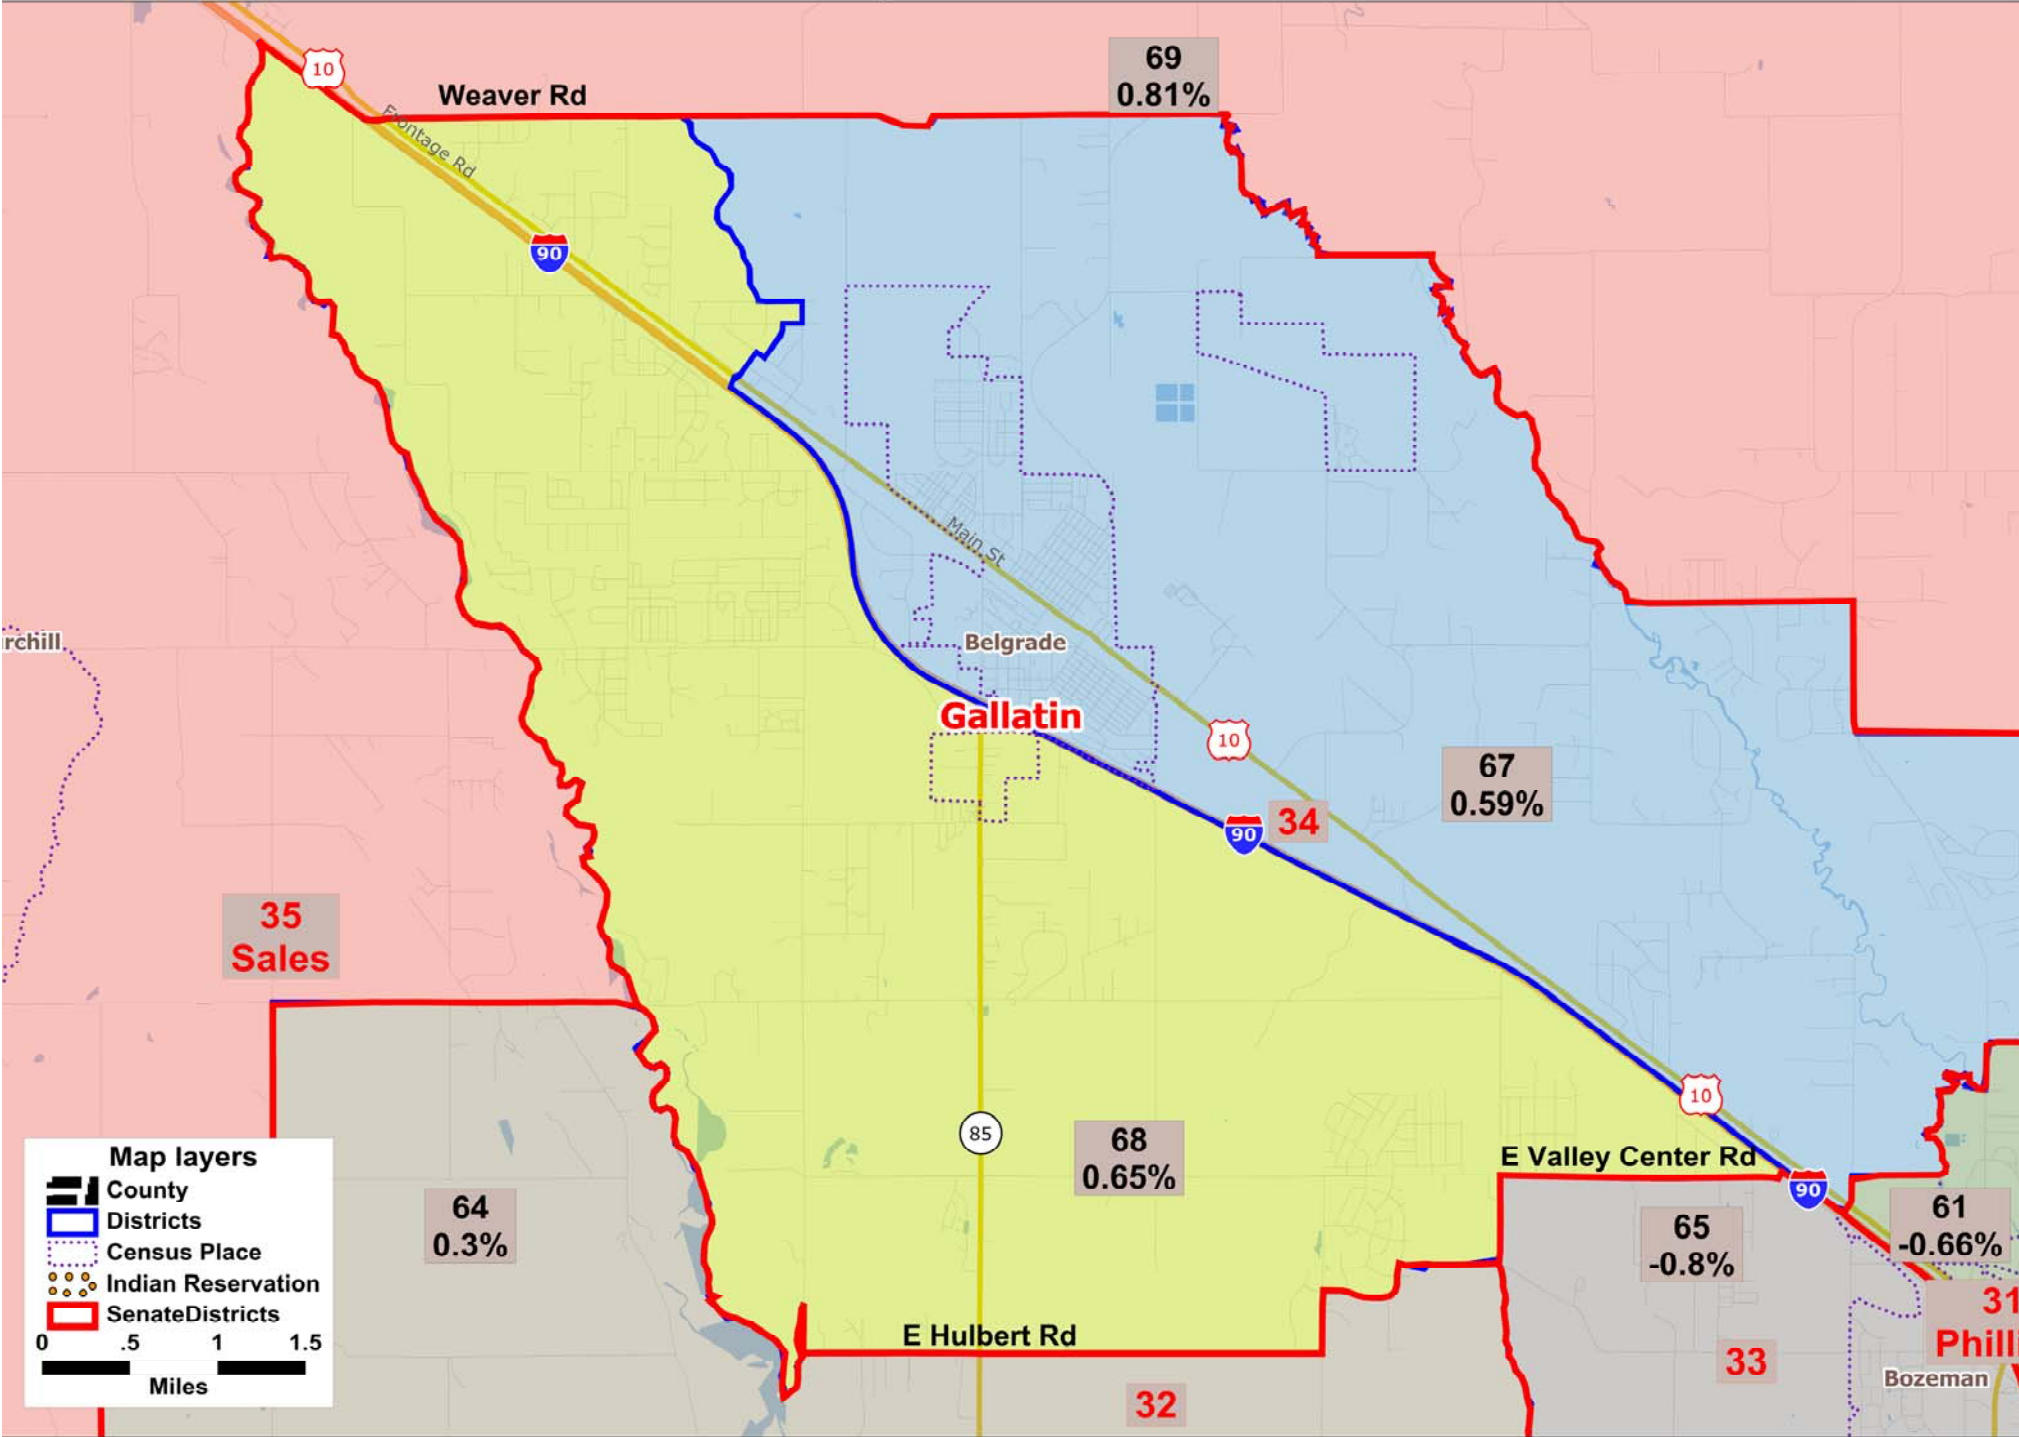 10
Weaver Rd
69
0.81%
Frontage Rd
90
Main St
rchill
Belgrade
Gallatin
10
67
0.59%
90
34
35
Sales
10
85
68
0.65%
E Valley Center Rd
90
64
0.3%
65
-0.8%
61
-0.66%
31
Philli
E Hulbert Rd
33
Bozeman
32
Map layers
County
Districts
Census Place
Indian Reservation
SenateDistricts
0 .5 1 1.5
Miles